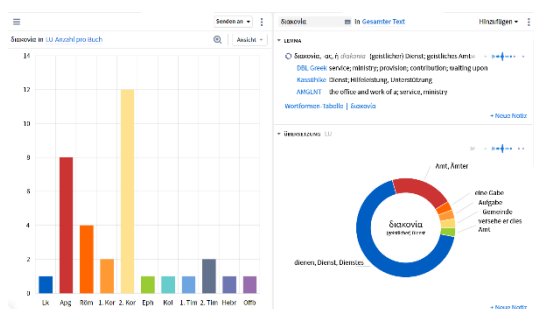 Senden an
διακονία in LU Anzahl pro Buch
Ansicht
14
12
10
8
6
4
2
0
Lk Apg Röm 1. Kor 2. Kor Eph Kol 1. Tim 2. Tim Hebr Offb
διακονία in Gesamter Text Hinzufügen
LEMMA
διακονία, -ας, ἡ diakonia (geistlicher) Dienst; geistliches Amt
DBL Greek service; ministry; provision; contribution; waiting upon
Kassühlke Dienst, Hilfeleistung, Unterstützung
AMGLNT the office and work of a; service, ministry
Wortformen-Tabelle | διακονία
+ Neue Notiz
ÜBERSETZUNG LU
Amt, Ämter
eine Gabe
Aufgabe
Gemeinde
versehe er dies
Amt
διακονία
(geistlicher) Dienst
dienen, Dienst, Dienstes
+ Neue Notiz